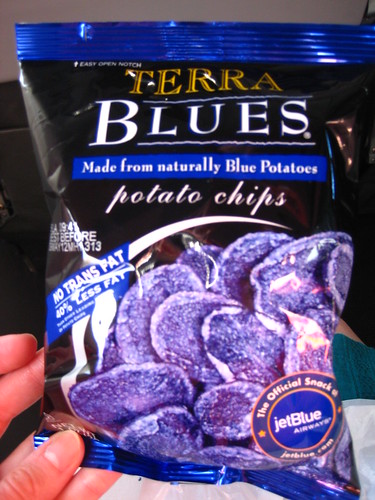 EASY OPEN NOTCH
TERRA
BLUES®
Made from naturally Blue Potatoes
potato chips
BEFORE
NO TRANS FAT
40% LESS FAT
The Official Snack
jetBlue
AIRWAYS®
jetblue.com